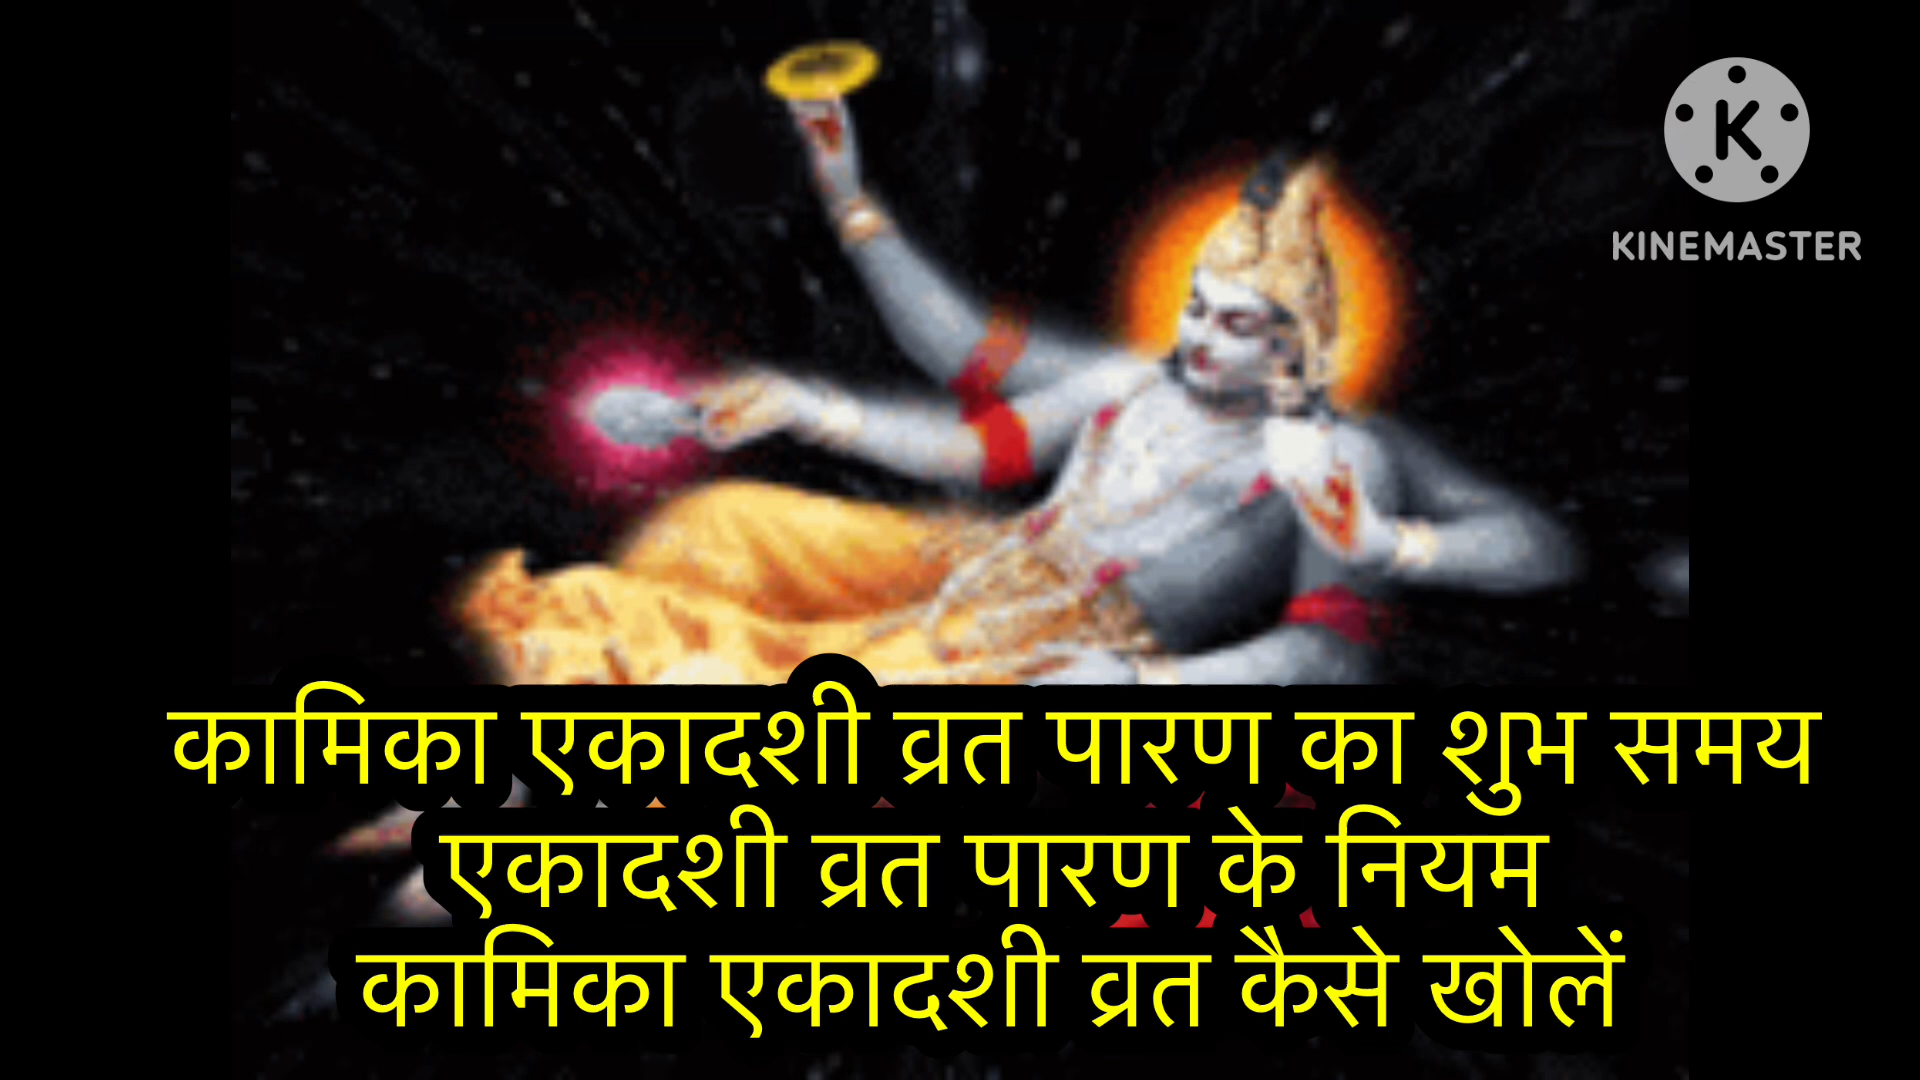 KINEMASTER
कामिका एकादशी व्रत पारण का शुभ समय
एकादशी व्रत पारण के नियम
कामिका एकादशी व्रत कैसे खोलें